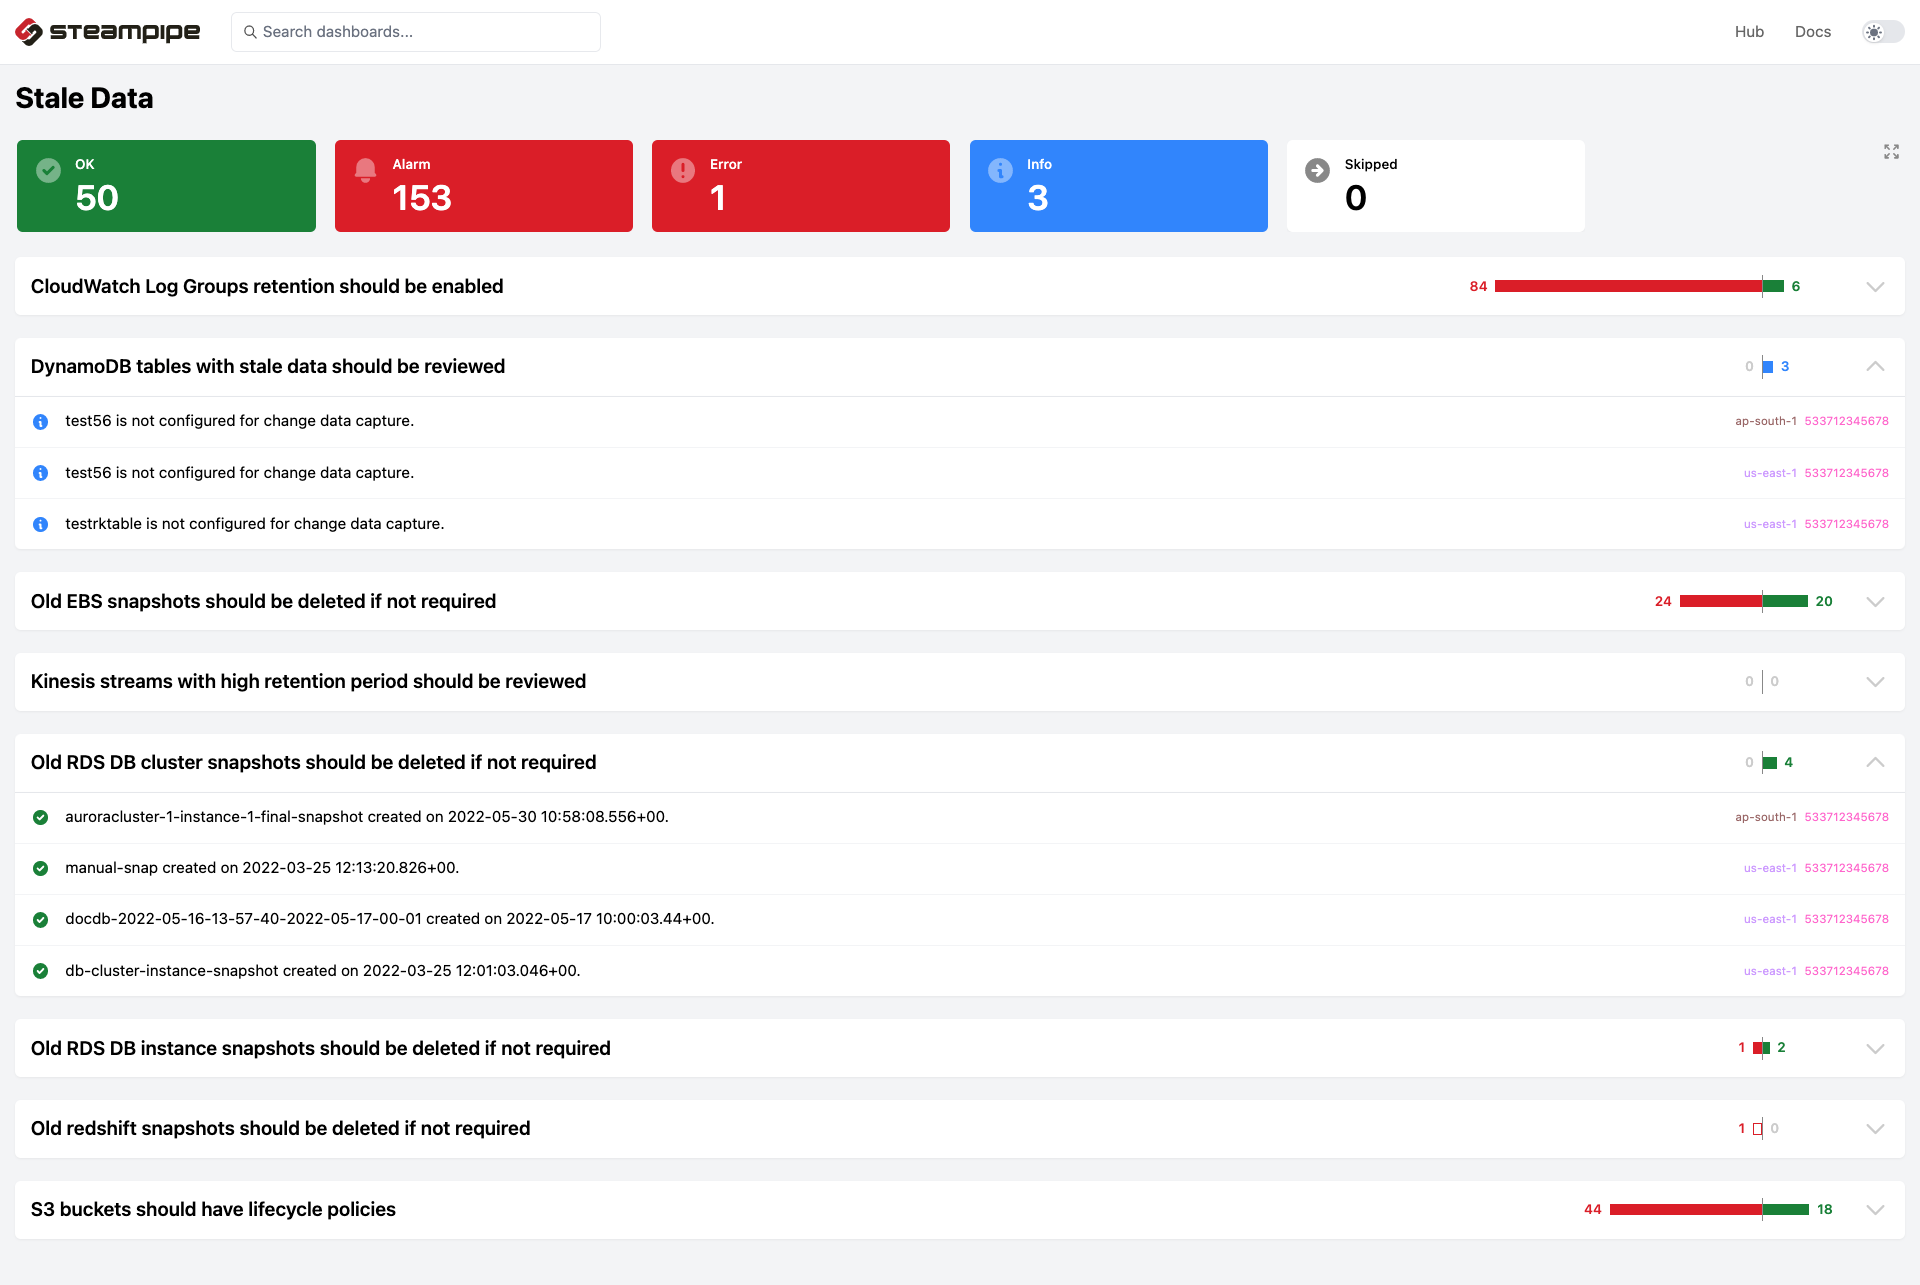 steampipe
Search dashboards...
Hub
Docs
Stale Data
OK
50
Alarm
153
Error
1
Info
3
Skipped
0
CloudWatch Log Groups retention should be enabled
84 6
DynamoDB tables with stale data should be reviewed
0 3
test56 is not configured for change data capture.
ap-south-1 533712345678
test56 is not configured for change data capture.
us-east-1 533712345678
testrktable is not configured for change data capture.
us-east-1 533712345678
Old EBS snapshots should be deleted if not required
24 20
Kinesis streams with high retention period should be reviewed
0 0
Old RDS DB cluster snapshots should be deleted if not required
0 4
auroracluster-1-instance-1-final-snapshot created on 2022-05-30 10:58:08.556+00.
ap-south-1 533712345678
manual-snap created on 2022-03-25 12:13:20.826+00.
us-east-1 533712345678
docdb-2022-05-16-13-57-40-2022-05-17-00-01 created on 2022-05-17 10:00:03.44+00.
us-east-1 533712345678
db-cluster-instance-snapshot created on 2022-03-25 12:01:03.046+00.
us-east-1 533712345678
Old RDS DB instance snapshots should be deleted if not required
1 2
Old redshift snapshots should be deleted if not required
1 0
S3 buckets should have lifecycle policies
44 18